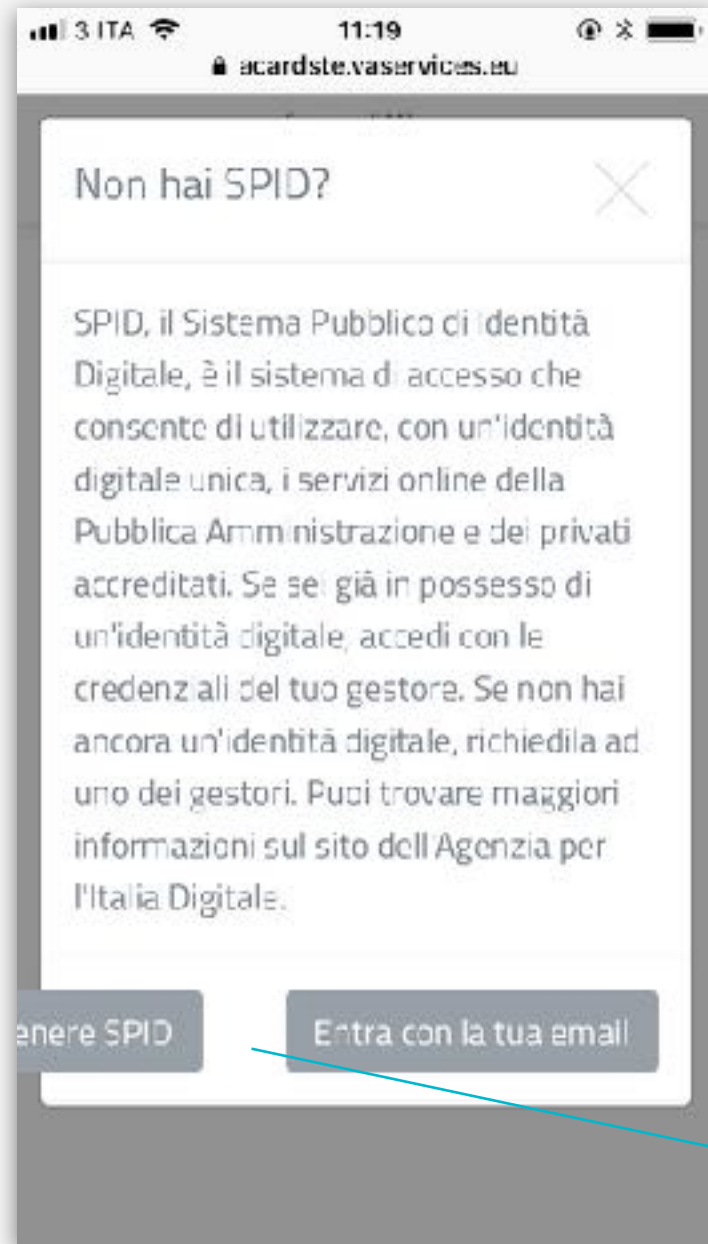 3 ITA 11:19
acardste.vaservices.eu
Non hai SPID?
SPID, il Sistema Pubblico di Identità
Digitale, è il sistema di accesso che
consente di utilizzare, con un'identità
digitale unica, i servizi online della
Pubblica Amministrazione e dei privati
accreditati. Se sei già in possesso di
un'identità digitale, accedi con le
credenziali del tuo gestore. Se non hai
ancora un'identità digitale, richiedila ad
uno dei gestori. Puoi trovare maggiori
informazioni sul sito dell'Agenzia per
l'Italia Digitale.
enere SPID Entra con la tua email